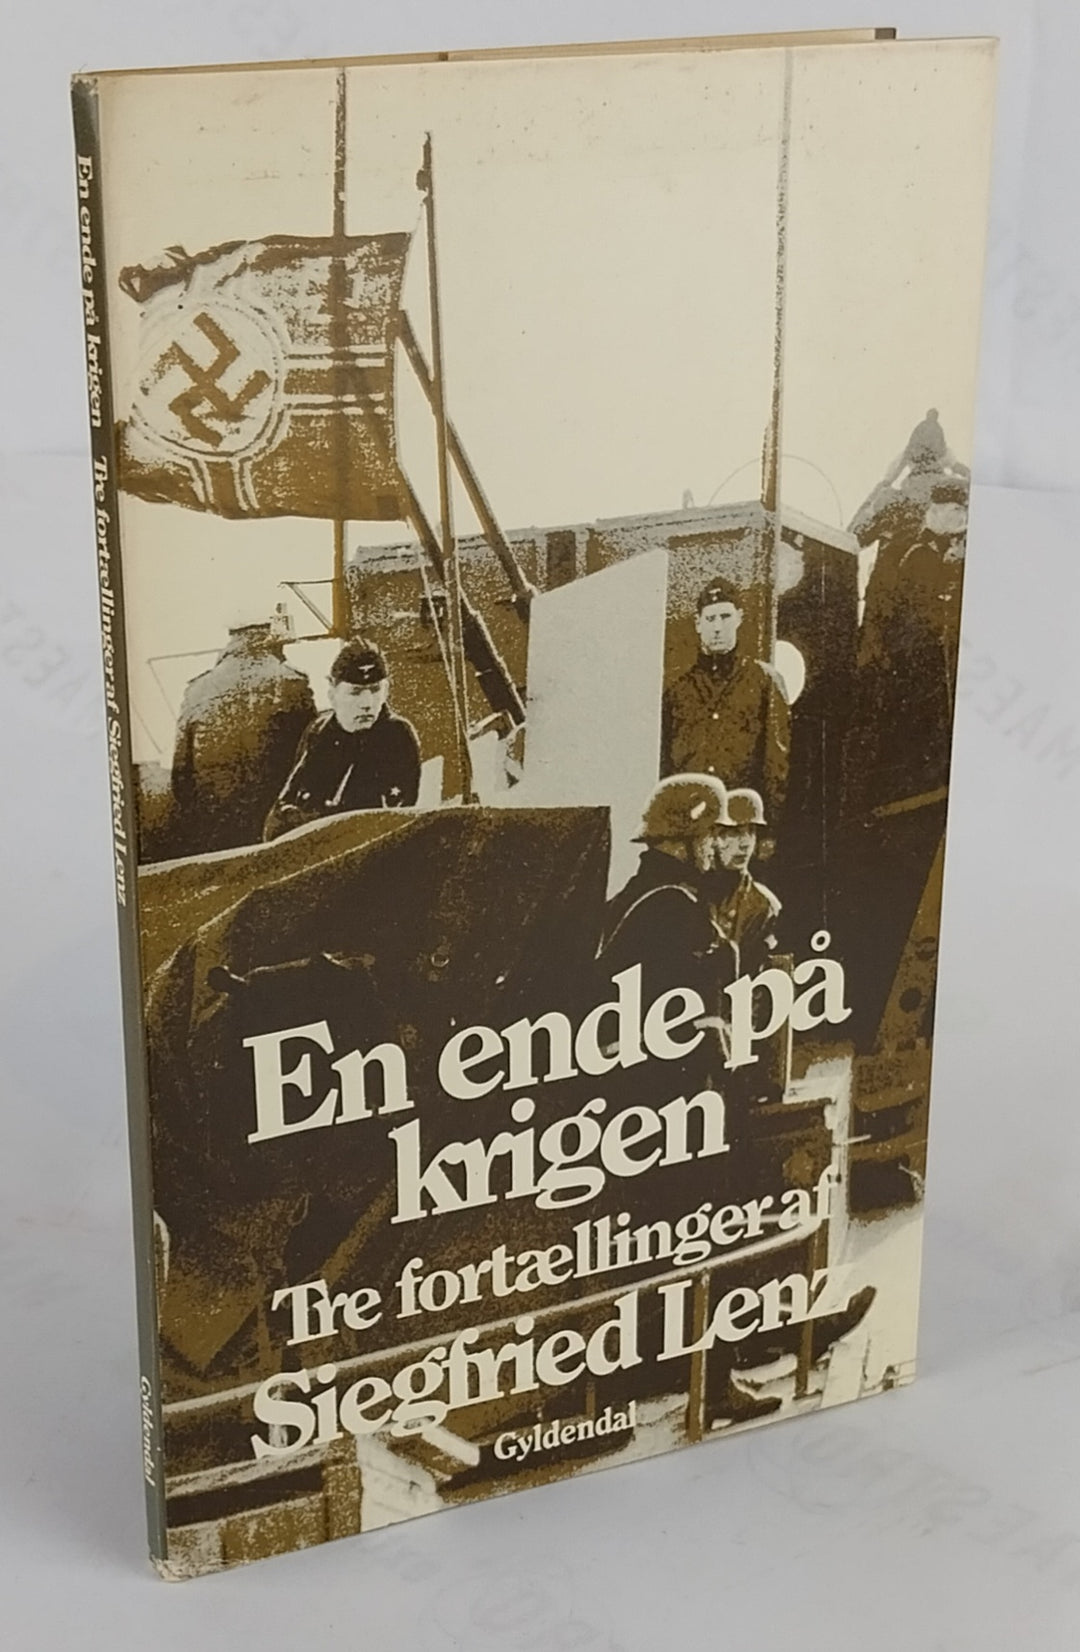 En ende på krigen Tre fortællinger af Siegfried Lenz
Gyldendal
En ende på
krigen
Tre fortællinger af
Siegfried Lenz
Gyldendal